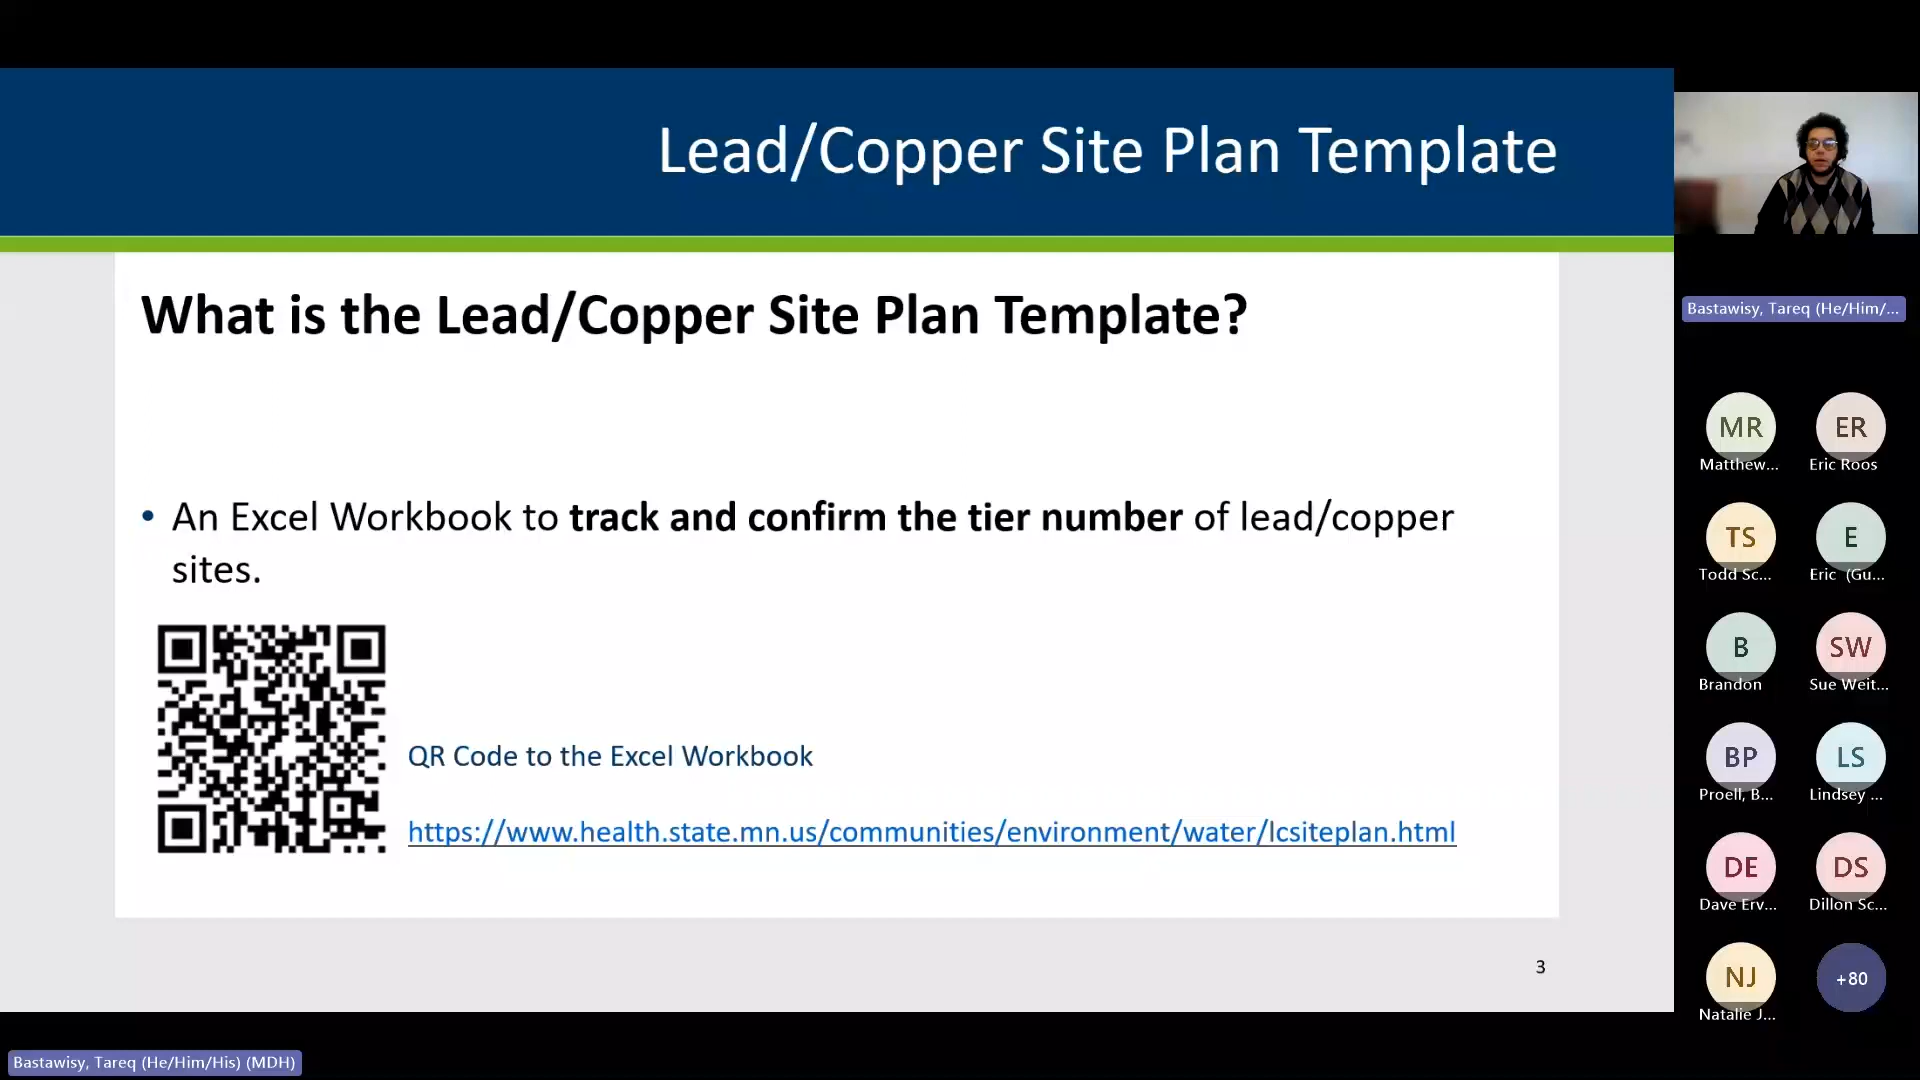 Lead/Copper Site Plan Template
What is the Lead/Copper Site Plan Template?
• An Excel Workbook to track and confirm the tier number of lead/copper
sites.
QR Code to the Excel Workbook
https://www.health.state.mn.us/communities/environment/water/lcsiteplan.html
3
Bastawisy, Tareq (He/Him/...
MR
Matthew...
ER
Eric Roos
TS
Todd Sc...
E
Eric (Gu...
B
Brandon
SW
Sue Weit...
BP
Proell, B...
LS
Lindsey ...
DE
Dave Erv...
DS
Dillon Sc...
NJ
Natalie J...
+80
Bastawisy, Tareq (He/Him/His) (MDH)